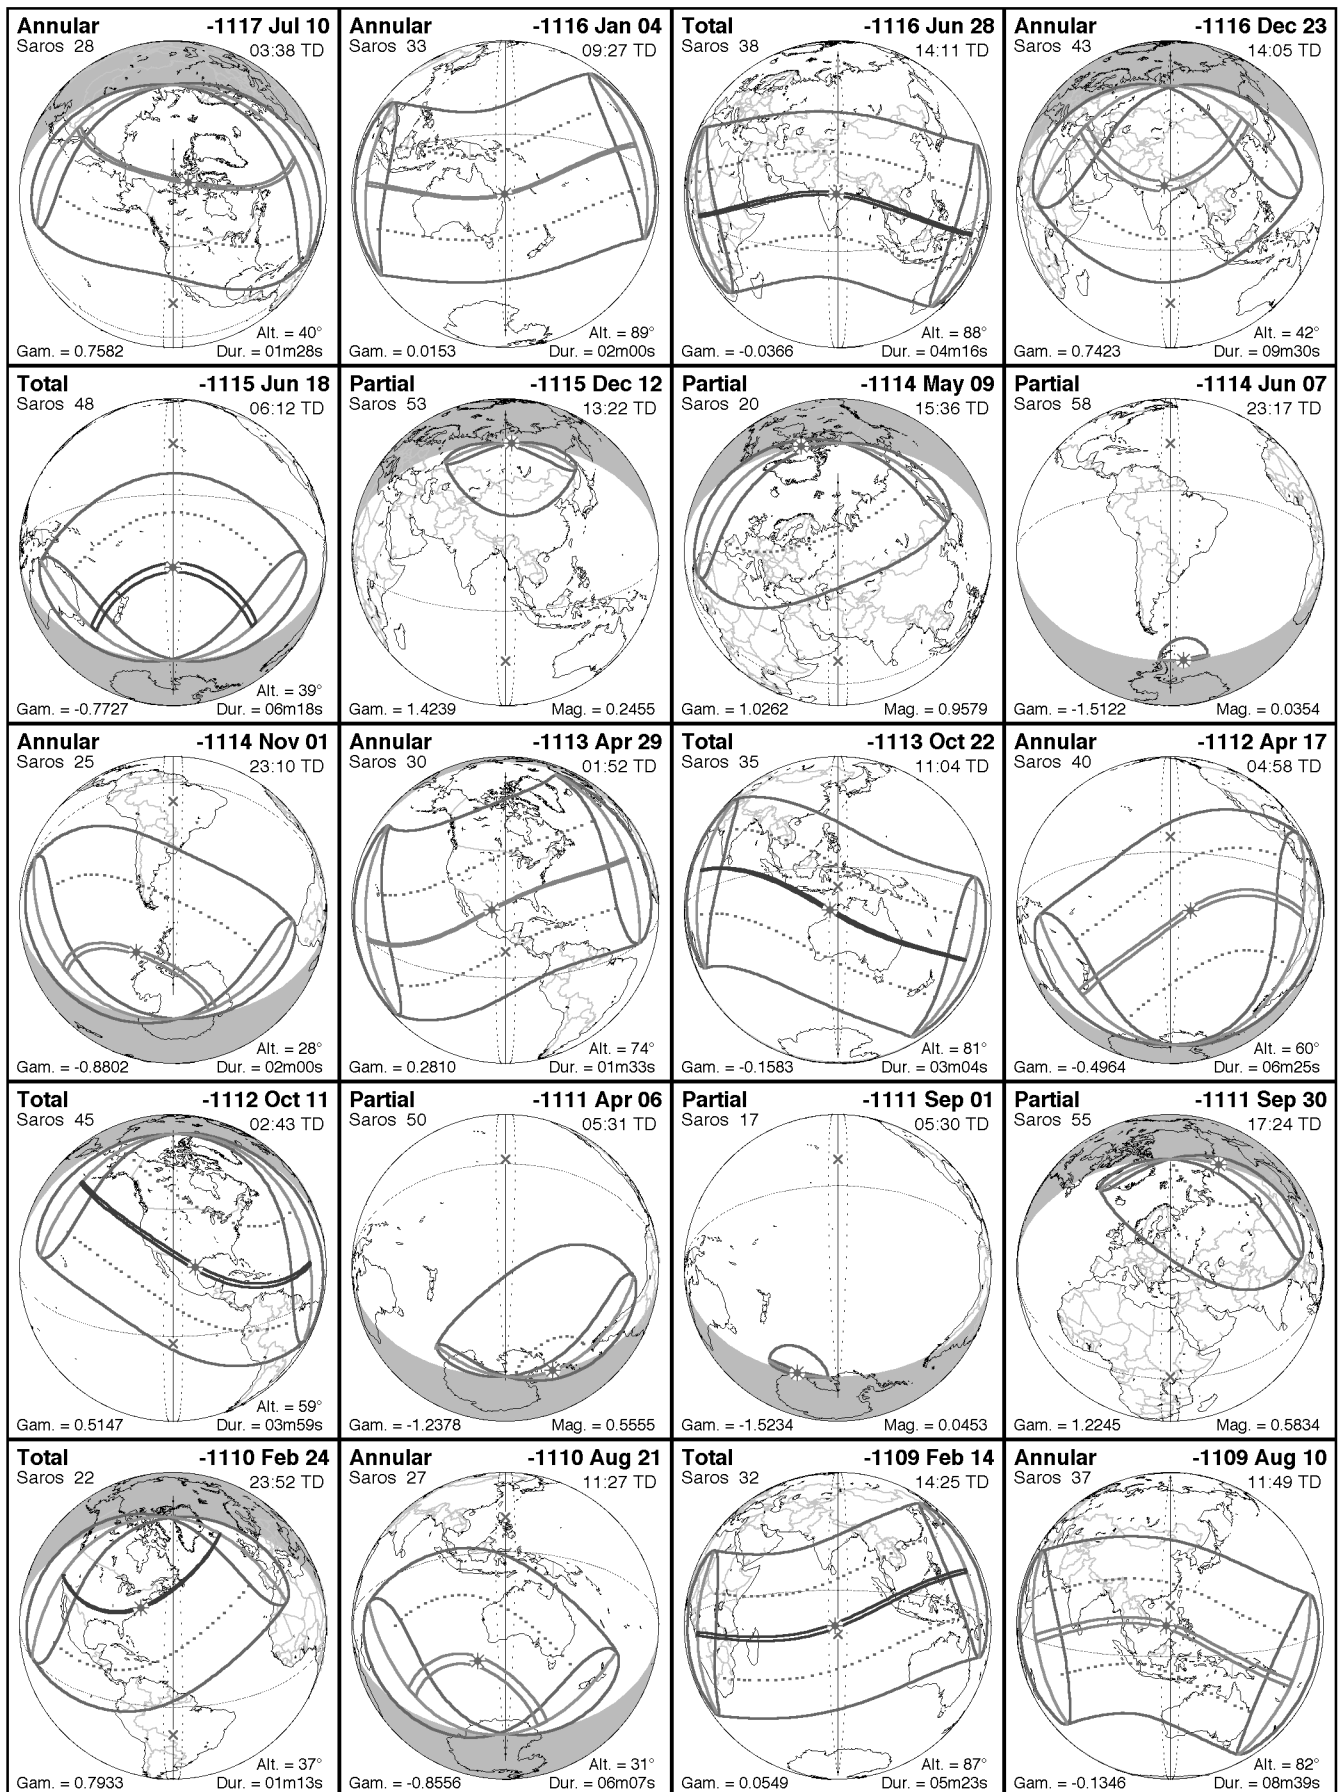 Annular -1117 Jul 10
Saros 28 03:38 TD
Alt. = 40°
Gam. = 0.7582 Dur. = 01m28s
Annular -1116 Jan 04
Saros 33 09:27 TD
Alt. = 89°
Gam. = 0.0153 Dur. = 02m00s
Total -1116 Jun 28
Saros 38 14:11 TD
Alt. = 88°
Gam. = -0.0366 Dur. = 04m16s
Annular -1116 Dec 23
Saros 43 14:05 TD
Alt. = 42°
Gam. = 0.7423 Dur. = 09m30s
Total -1115 Jun 18
Saros 48 06:12 TD
Alt. = 39°
Gam. = -0.7727 Dur. = 06m18s
Partial -1115 Dec 12
Saros 53 13:22 TD
Gam. = 1.4239 Mag. = 0.2455
Partial -1114 May 09
Saros 20 15:36 TD
Gam. = 1.0262 Mag. = 0.9579
Partial -1114 Jun 07
Saros 58 23:17 TD
Gam. = -1.5122 Mag. = 0.0354
Annular -1114 Nov 01
Saros 25 23:10 TD
Alt. = 28°
Gam. = -0.8802 Dur. = 02m00s
Annular -1113 Apr 29
Saros 30 01:52 TD
Alt. = 74°
Gam. = 0.2810 Dur. = 01m33s
Total -1113 Oct 22
Saros 35 11:04 TD
Alt. = 81°
Gam. = -0.1583 Dur. = 03m04s
Annular -1112 Apr 17
Saros 40 04:58 TD
Alt. = 60°
Gam. = -0.4964 Dur. = 06m25s
Total -1112 Oct 11
Saros 45 02:43 TD
Alt. = 59°
Gam. = 0.5147 Dur. = 03m59s
Partial -1111 Apr 06
Saros 50 05:31 TD
Gam. = -1.2378 Mag. = 0.5555
Partial -1111 Sep 01
Saros 17 05:30 TD
Gam. = -1.5234 Mag. = 0.0453
Partial -1111 Sep 30
Saros 55 17:24 TD
Gam. = 1.2245 Mag. = 0.5834
Total -1110 Feb 24
Saros 22 23:52 TD
Alt. = 37°
Gam. = 0.7933 Dur. = 01m13s
Annular -1110 Aug 21
Saros 27 11:27 TD
Alt. = 31°
Gam. = -0.8556 Dur. = 06m07s
Total -1109 Feb 14
Saros 32 14:25 TD
Alt. = 87°
Gam. = 0.0549 Dur. = 05m23s
Annular -1109 Aug 10
Saros 37 11:49 TD
Alt. = 82°
Gam. = -0.1346 Dur. = 08m39s